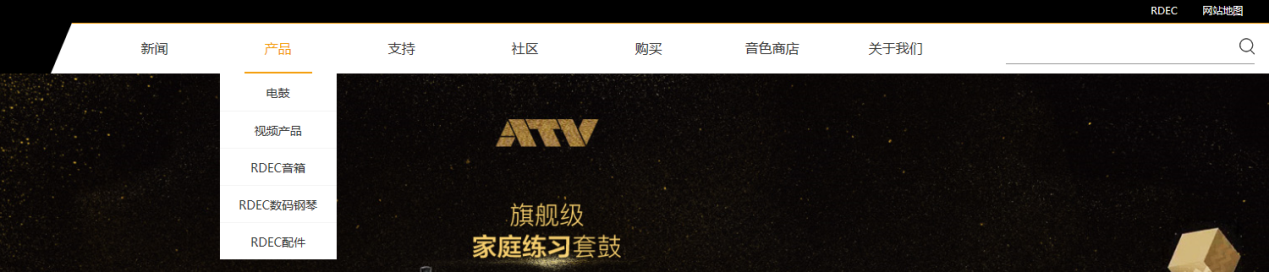 RDEC 网站地图
新闻 产品 支持 社区 购买 音色商店 关于我们
电鼓
视频产品
RDEC音箱
RDEC数码钢琴
RDEC配件
ATV
旗舰级
家庭练习套鼓